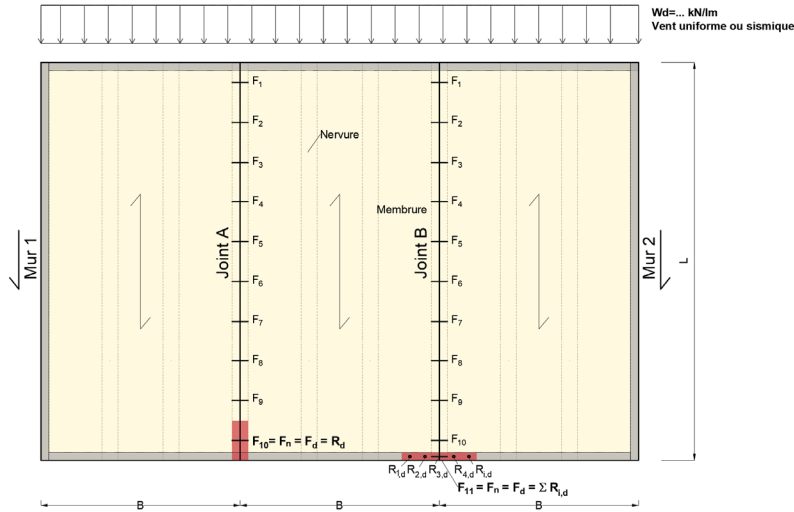 Wd=... kN/lm
Vent uniforme ou sismique
F1
F2
F3
F4
F5
F6
F7
F8
F9
F10 = Fn = Fd = Rd
Nervure
Membrure
Mur 1
Joint A
Joint B
Mur 2
L
F1
F2
F3
F4
F5
F6
F7
F8
F9
F10
R1,d R2,d R3,d R4,d Ri,d
F11 = Fn = Fd = Σ Ri,d
B
B
B